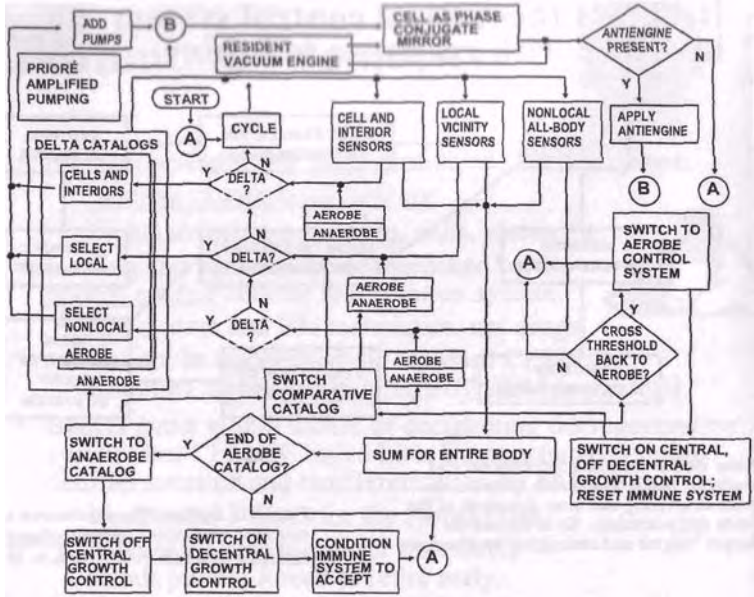 ADD
PUMPS
B
RESIDENT
VACUUM ENGINE
CELL AS PHASE
CONJUGATE
MIRROR
ANTIENGINE
PRESENT?
Y
N
PRIORÉ
AMPLIFIED
PUMPING
START
A
CYCLE
CELL AND
INTERIOR
SENSORS
LOCAL
VICINITY
SENSORS
NONLOCAL
ALL-BODY
SENSORS
APPLY
ANTIENGINE
B
A
DELTA CATALOGS
CELLS AND
INTERIORS
Y
DELTA
?
N
AEROBE
ANAEROBE
SELECT
LOCAL
Y
DELTA?
N
AEROBE
ANAEROBE
SELECT
NONLOCAL
Y
DELTA
?
N
AEROBE
ANAEROBE
AEROBE
ANAEROBE
A
SWITCH TO
AEROBE
CONTROL
SYSTEM
Y
CROSS
THRESHOLD
BACK TO
AEROBE?
N
SWITCH COMPARATIVE
CATALOG
SWITCH TO
ANAEROBE
CATALOG
Y
END OF
AEROBE
CATALOG?
N
SUM FOR ENTIRE BODY
SWITCH ON CENTRAL,
OFF DECENTRAL
GROWTH CONTROL;
RESET IMMUNE SYSTEM
SWITCH OFF
CENTRAL
GROWTH
CONTROL
SWITCH ON
DECENTRAL
GROWTH
CONTROL
CONDITION
IMMUNE
SYSTEM TO
ACCEPT
A